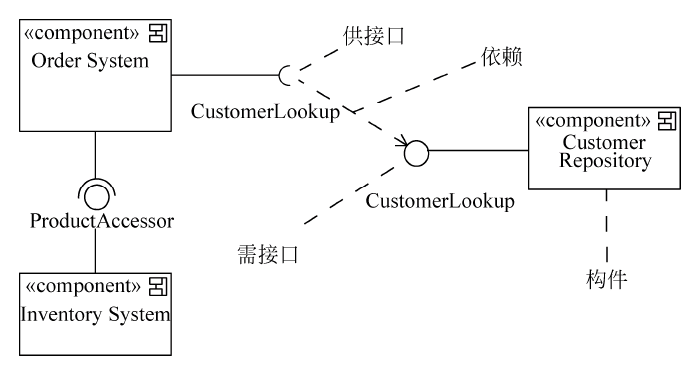 «component»
Order System
供接口
依赖
CustomerLookup
«component»
Customer
Repository
CustomerLookup
ProductAccessor
需接口
构件
«component»
Inventory System